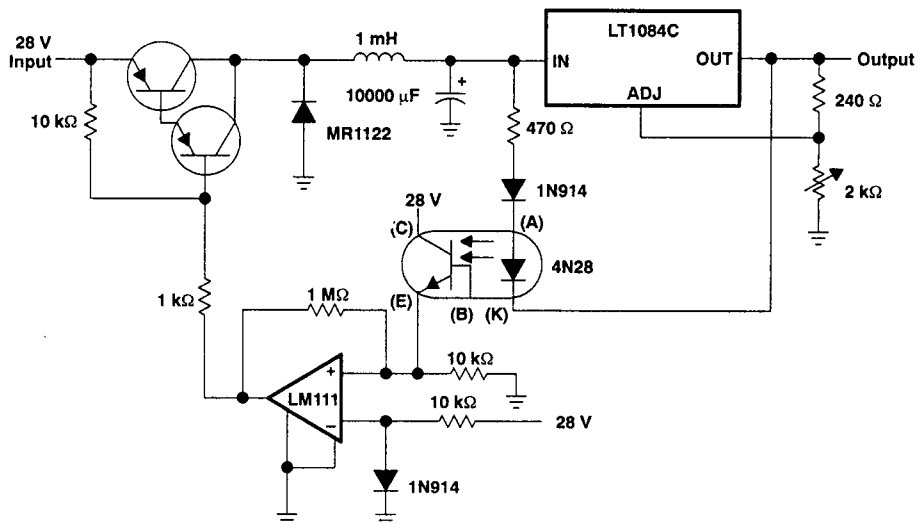 28 V
Input
1 mH
LT1084C
IN
OUT
ADJ
Output
10 kΩ
10000 μF
+
MR1122
470 Ω
240 Ω
1N914
2 kΩ
28 V
(C)
(A)
4N28
(E)
(B)
(K)
1 kΩ
1 MΩ
+
LM111
−
10 kΩ
10 kΩ
28 V
1N914